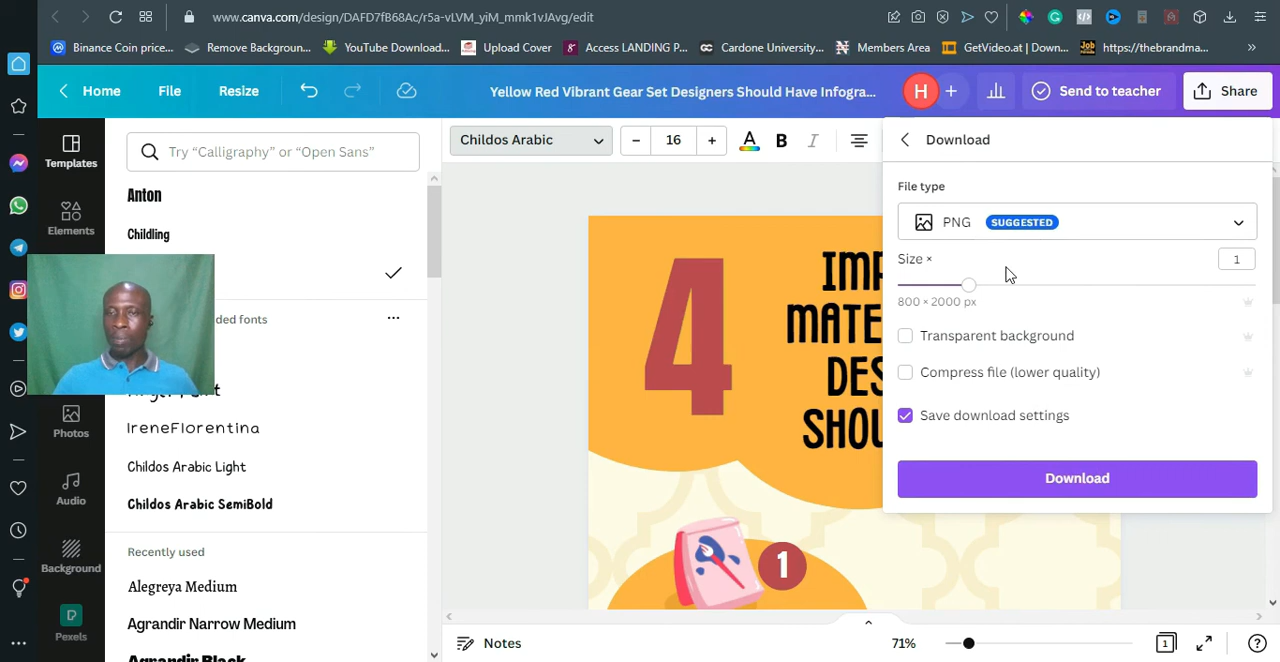 www.canva.com/design/DAFD7fB68Ac/r5a-vLVM_yiM_mmk1vJAvg/edit
Binance Coin price...
Remove Backgroun...
YouTube Download...
Upload Cover
Access LANDING P...
Cardone University...
Members Area
GetVideo.at | Down...
https://thebrandma...
Home
File
Resize
Yellow Red Vibrant Gear Set Designers Should Have Infogra...
H
Send to teacher
Share
Templates
Elements
Photos
Audio
Background
Pexels
Try “Calligraphy” or “Open Sans”
Anton
Childling
ded fonts
IreneFlorentina
Childos Arabic Light
Childos Arabic SemiBold
Recently used
Alegreya Medium
Agrandir Narrow Medium
Agrandir Black
Childos Arabic
16
A
B
I
4
IMP
MATE
DES
SHOU
1
Download
File type
PNG SUGGESTED
Size ×
1
800 × 2000 px
Transparent background
Compress file (lower quality)
Save download settings
Download
Notes
71%
1